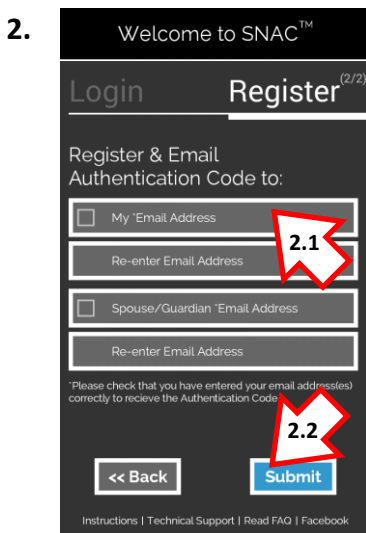 2.
Welcome to SNAC™
Login Register (2/2)
Register & Email
Authentication Code to:
My *Email Address
2.1
Re-enter Email Address
Spouse/Guardian *Email Address
Re-enter Email Address
*Please check that you have entered your email address(es)
correctly to recieve the Authentication Code
2.2
<< Back Submit
Instructions | Technical Support | Read FAQ | Facebook